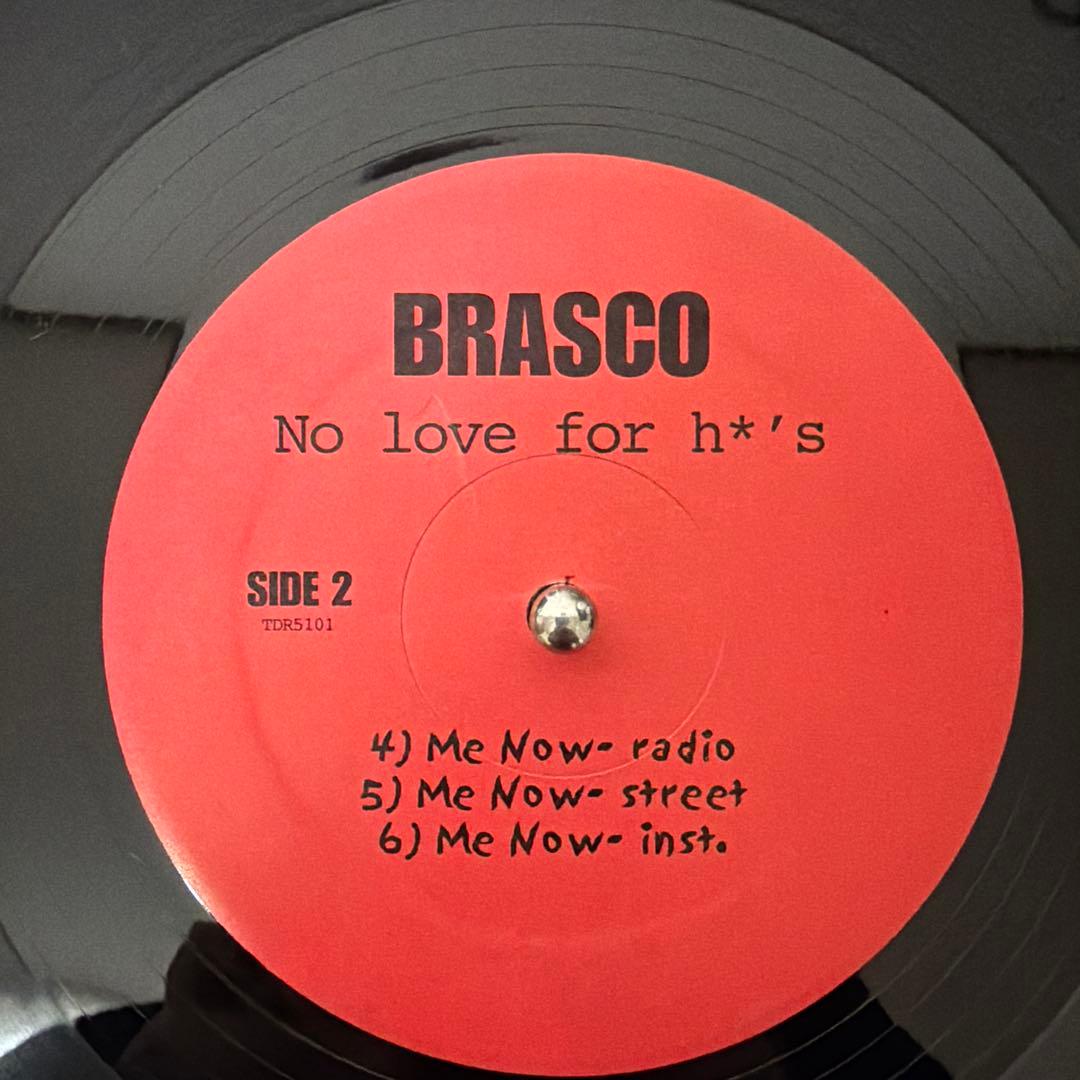 BRASCO
No love for h*'s
SIDE 2
TDR5101
4) Me Now- radio
5) Me Now- street
6) Me Now- inst.